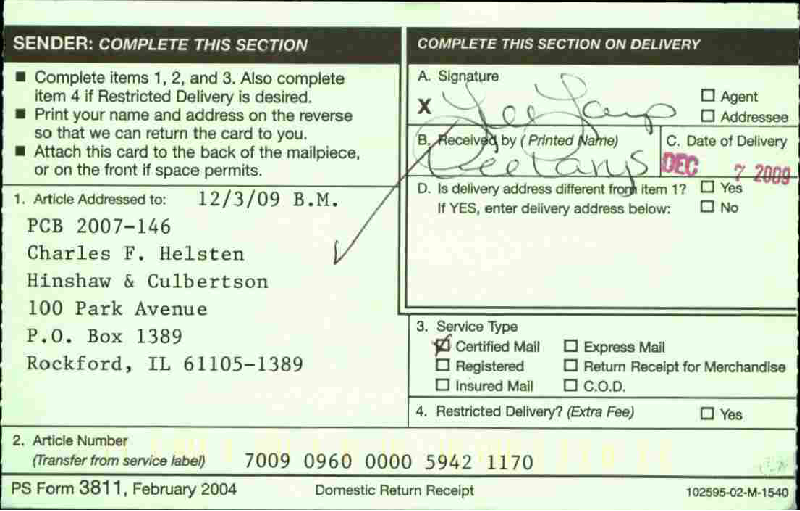 SENDER: COMPLETE THIS SECTION
■ Complete items 1, 2, and 3. Also complete
item 4 if Restricted Delivery is desired.
■ Print your name and address on the reverse
so that we can return the card to you.
■ Attach this card to the back of the mailpiece,
or on the front if space permits.
1. Article Addressed to: 12/3/09 B.M.
PCB 2007-146
Charles F. Helsten
Hinshaw & Culbertson
100 Park Avenue
P.O. Box 1389
Rockford, IL 61105-1389
2. Article Number
(Transfer from service label) 7009 0960 0000 5942 1170
COMPLETE THIS SECTION ON DELIVERY
A. Signature
X
☐ Agent
☐ Addressee
B. Received by (Printed Name)
C. Date of Delivery
DEC 7 2009
D. Is delivery address different from item 1? ☐ Yes
If YES, enter delivery address below: ☐ No
3. Service Type
☑ Certified Mail ☐ Express Mail
☐ Registered ☐ Return Receipt for Merchandise
☐ Insured Mail ☐ C.O.D.
4. Restricted Delivery? (Extra Fee) ☐ Yes
PS Form 3811, February 2004 Domestic Return Receipt 102595-02-M-1540